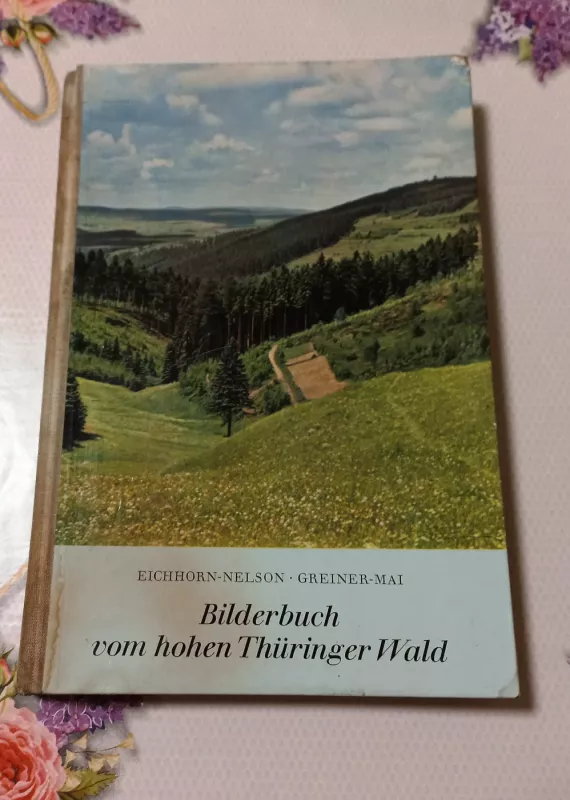 EICHHORN-NELSON · GREINER-MAI
Bilderbuch
vom hohen Thüringer Wald